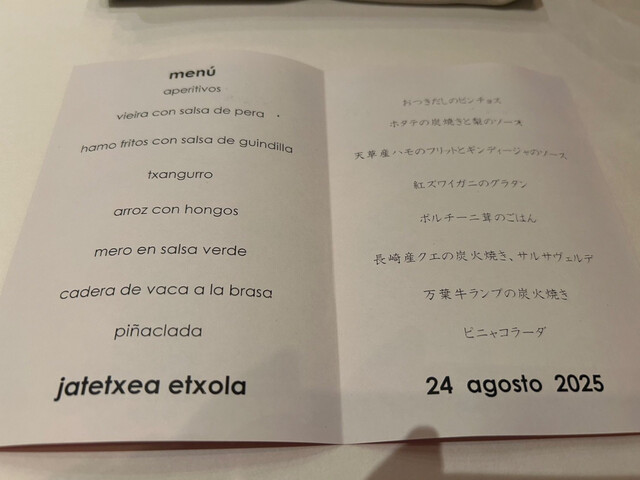 menú
aperitivos
vieira con salsa de pera
hamo fritos con salsa de guindilla
txangurro
arroz con hongos
mero en salsa verde
cadera de vaca a la brasa
piñaclada
jatetxea etxola
おつきだしのピンチョス
ホタテの炭焼きと梨のソース
天草産ハモのフリットとギンディージャのソース
紅ズワイガニのグラタン
ポルチーニ茸のごはん
長崎産クエの炭火焼き、サルサヴェルデ
万葉牛ランプの炭火焼き
ピニャコラーダ
24 agosto 2025